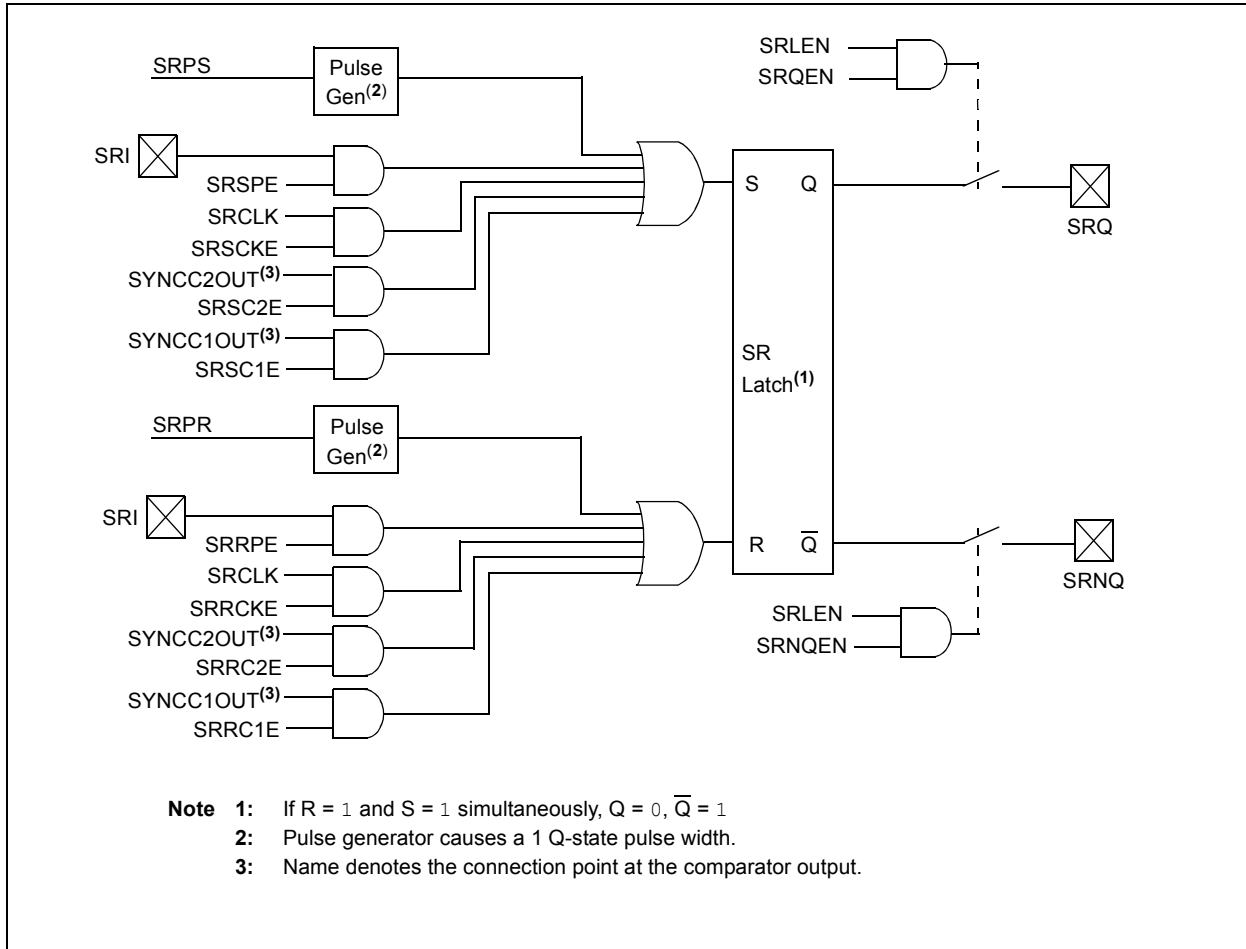 SRLEN
SRQEN
SRPS
Pulse
Gen(2)
SRI
SRSPE
SRCLK
SRSCKE
SYNCC2OUT(3)
SRSC2E
SYNCC1OUT(3)
SRSC1E
S Q
SRQ
SR
Latch(1)
SRPR
Pulse
Gen(2)
SRI
SRRPE
SRCLK
SRRCKE
SYNCC2OUT(3)
SRRC2E
SYNCC1OUT(3)
SRRC1E
R Q̅
SRNQ
SRLEN
SRNQEN
Note 1: If R = 1 and S = 1 simultaneously, Q = 0, Q̅ = 1
2: Pulse generator causes a 1 Q-state pulse width.
3: Name denotes the connection point at the comparator output.